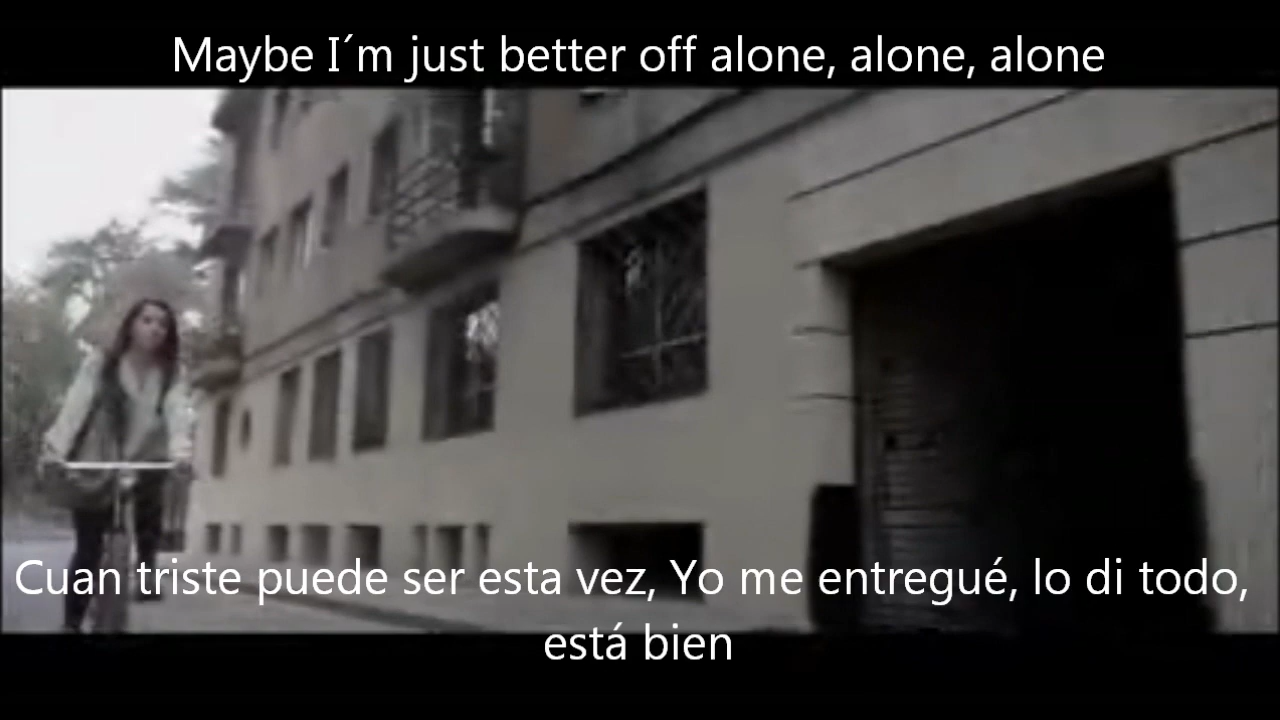 Maybe I´m just better off alone, alone, alone
Cuan triste puede ser esta vez, Yo me entregué, lo di todo,
está bien